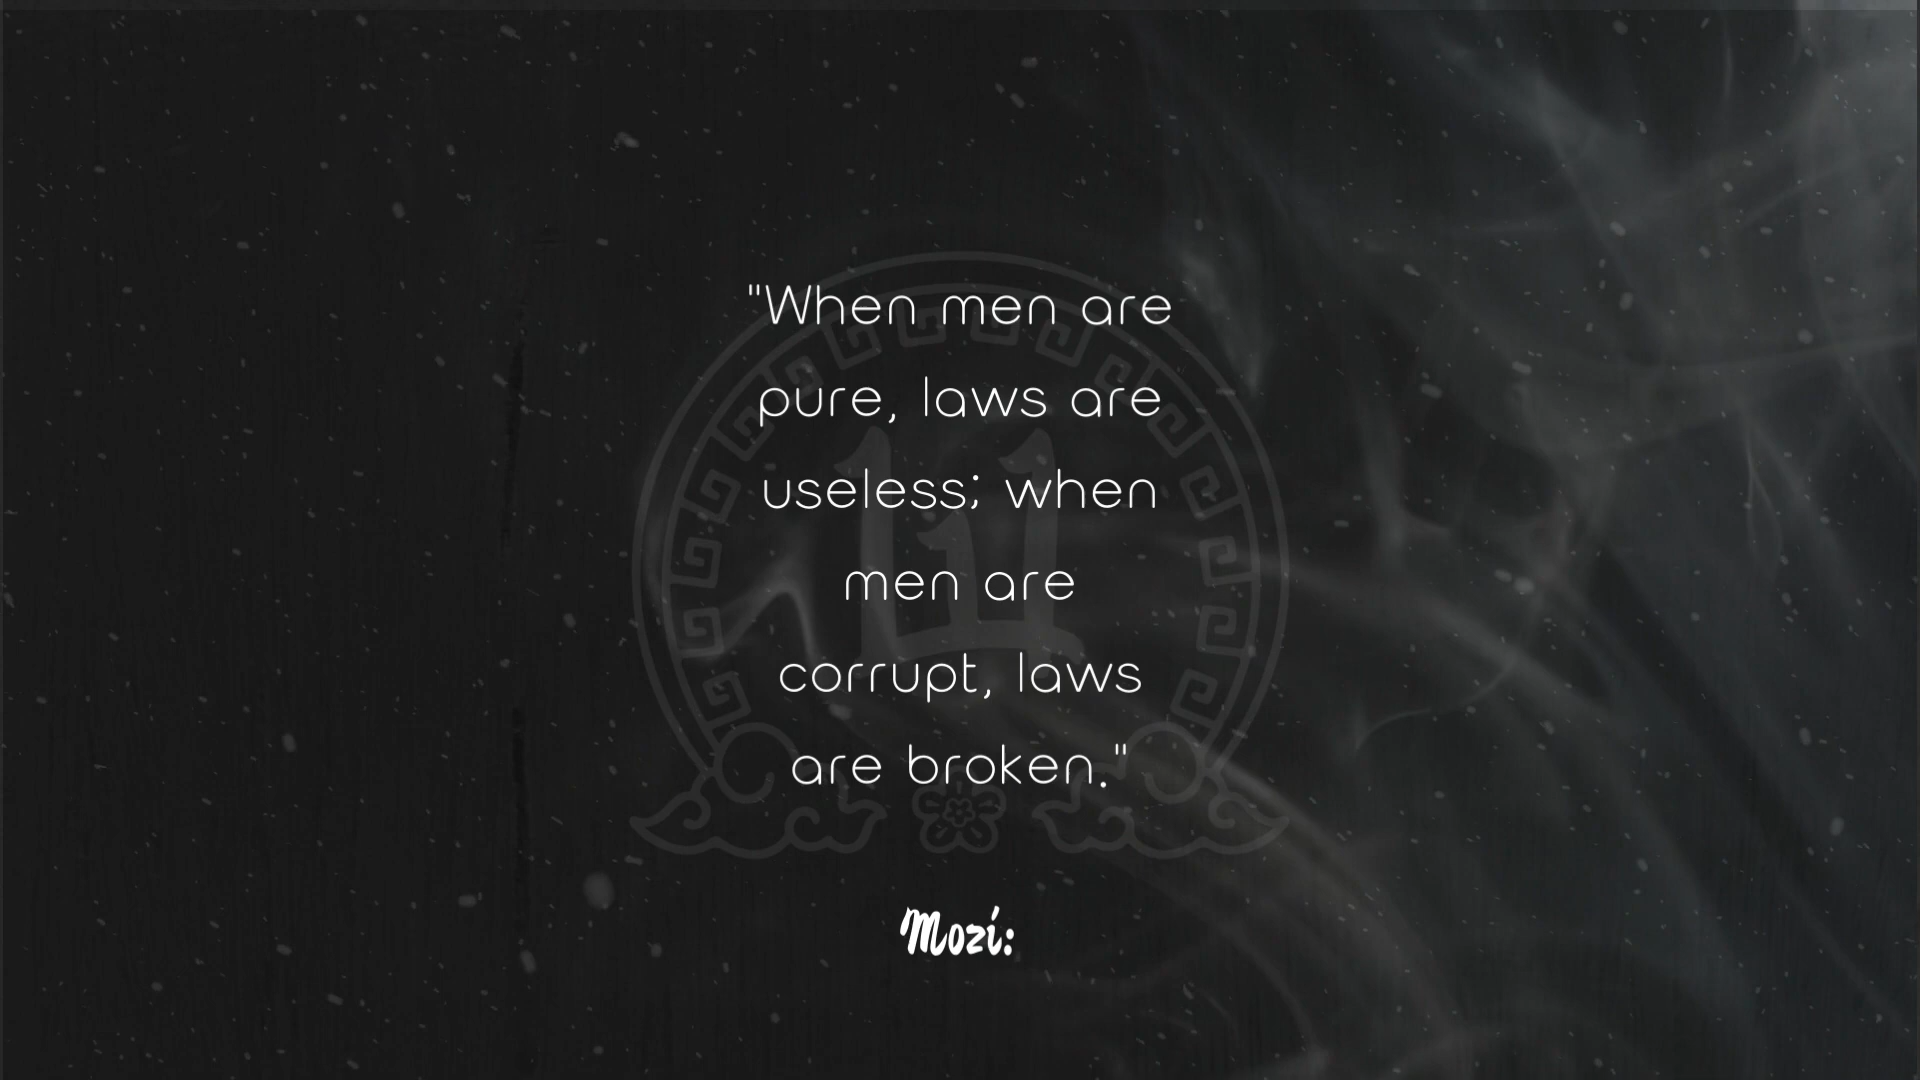 "When men are
pure, laws are
useless; when
men are
corrupt, laws
are broken."
Mozi: